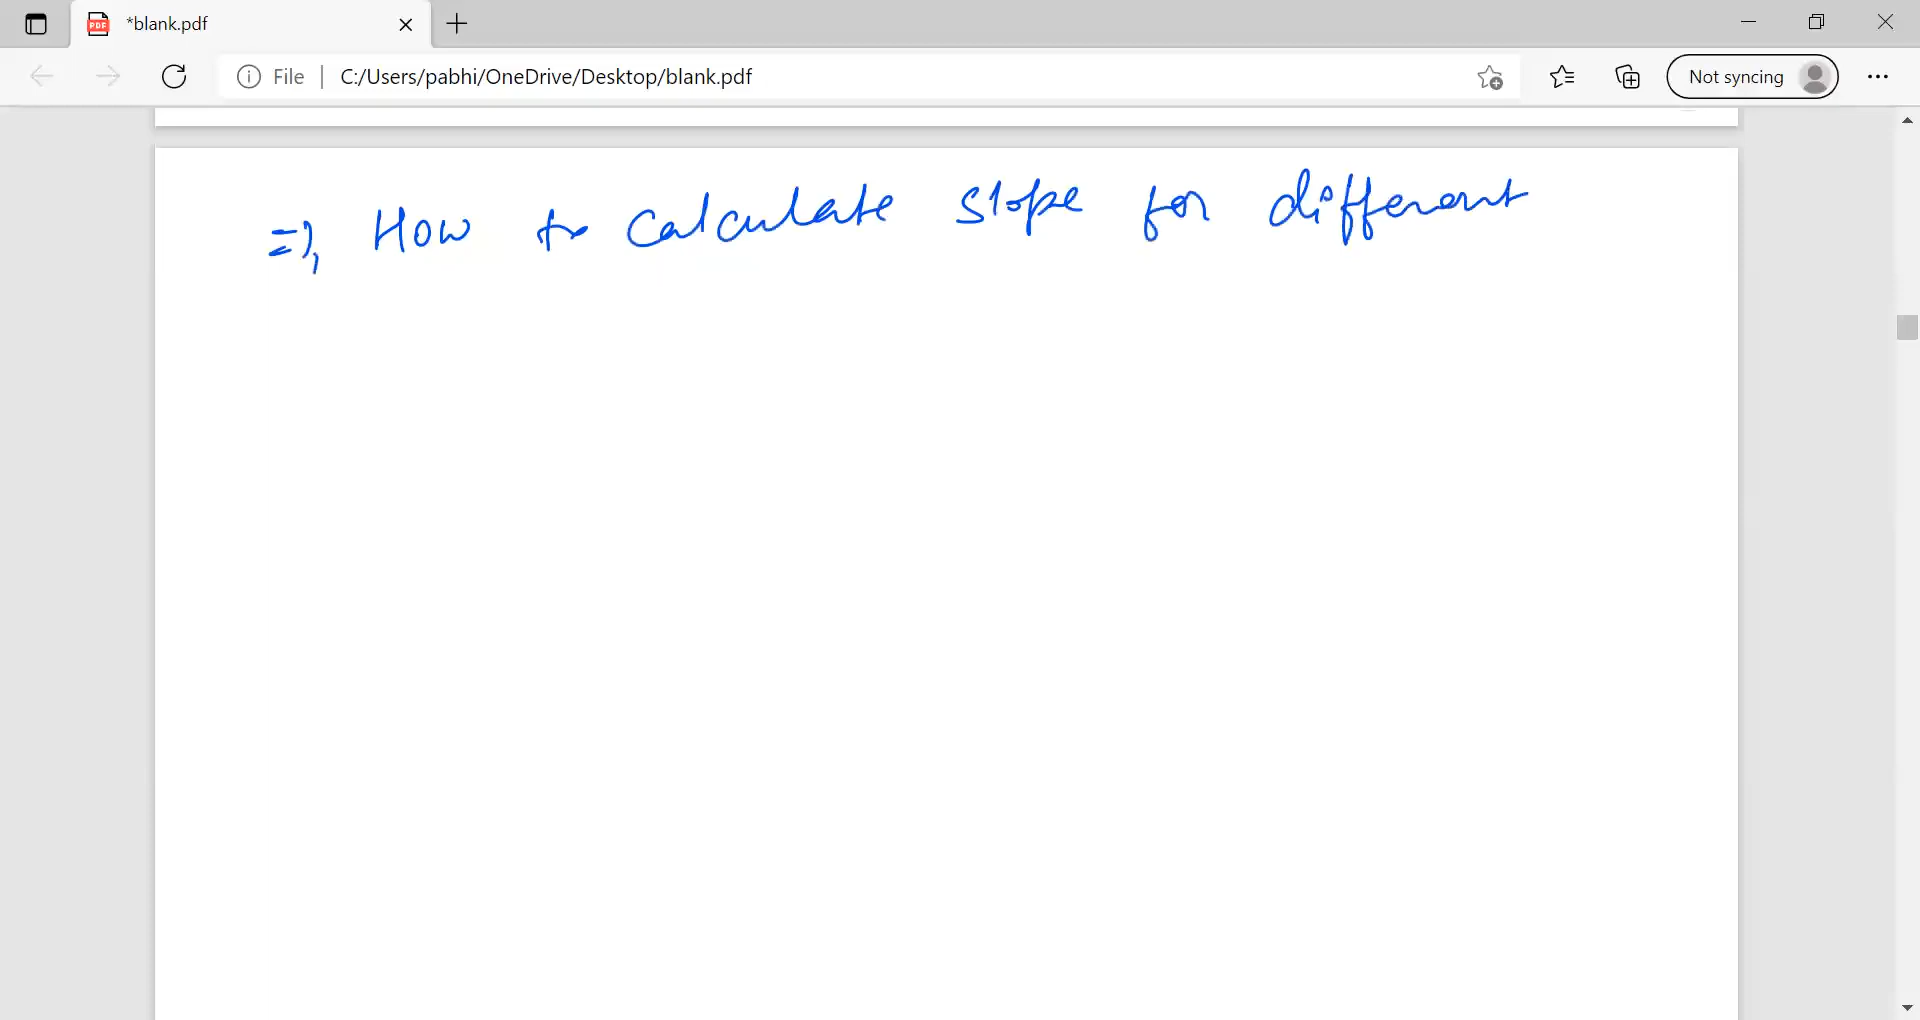 *blank.pdf
File | C:/Users/pabhi/OneDrive/Desktop/blank.pdf
Not syncing
=), How to calculate slope for different